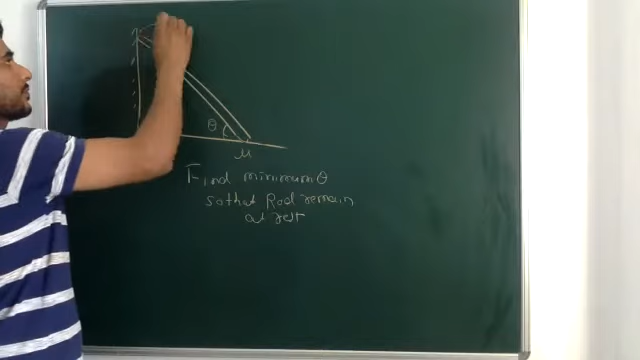 θ
μ
Find minimum θ
so that Rod remain
at rest